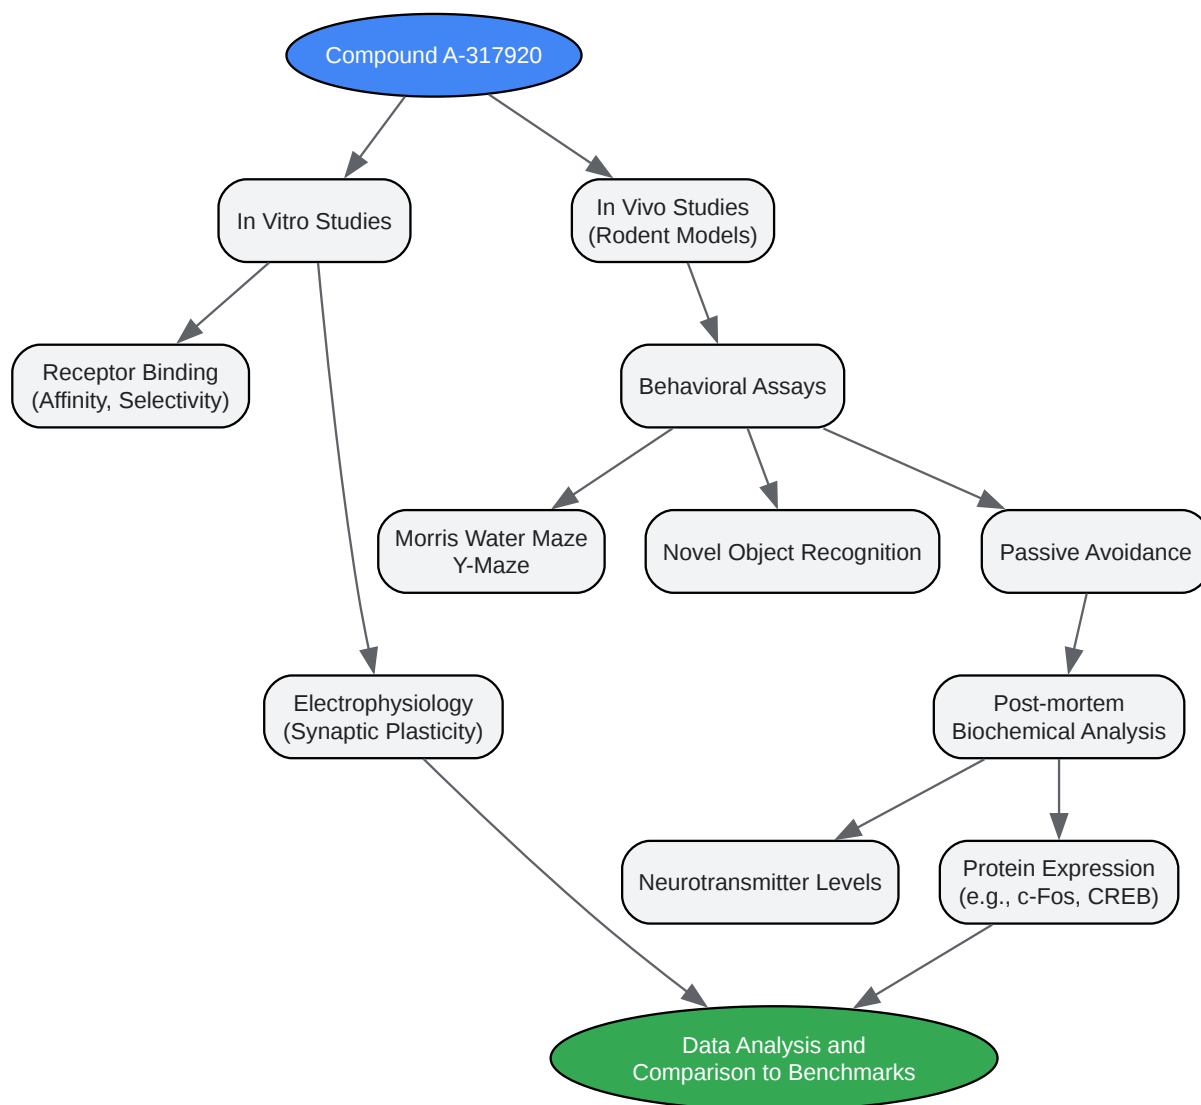 Compound A-317920
In Vitro Studies
In Vivo Studies
(Rodent Models)
Receptor Binding
(Affinity, Selectivity)
Behavioral Assays
Morris Water Maze
Y-Maze
Novel Object Recognition
Passive Avoidance
Electrophysiology
(Synaptic Plasticity)
Post-mortem
Biochemical Analysis
Neurotransmitter Levels
Protein Expression
(e.g., c-Fos, CREB)
Data Analysis and
Comparison to Benchmarks